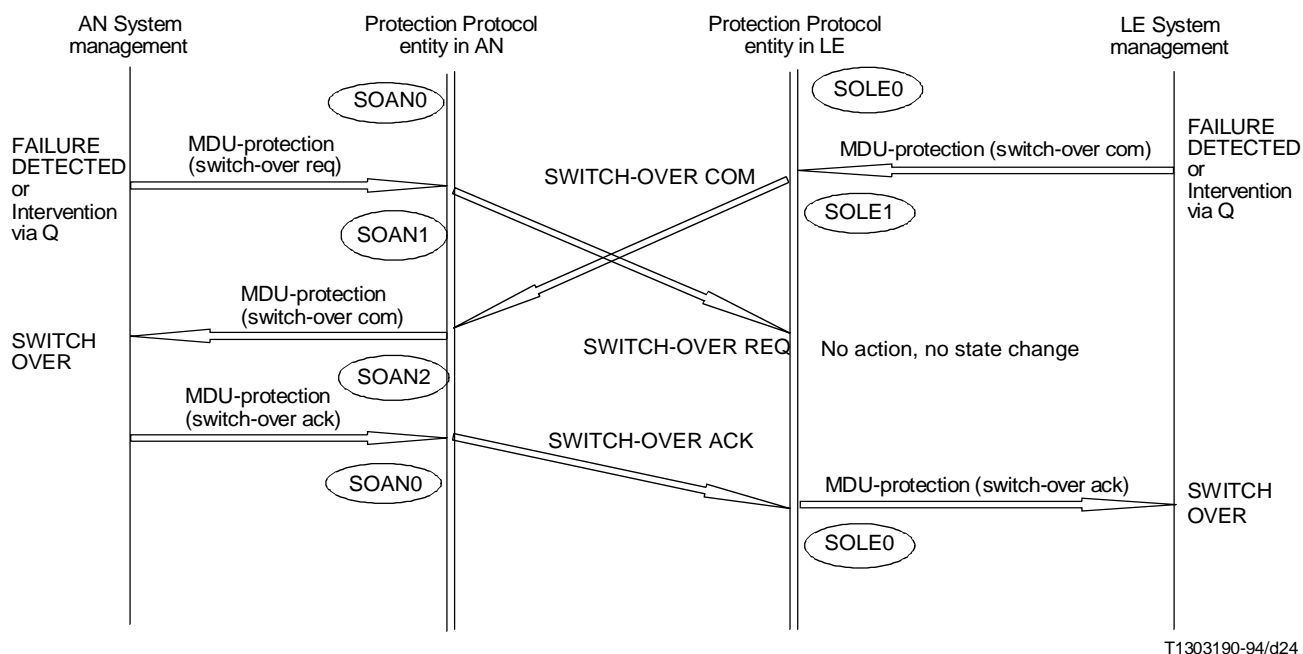 AN System
management
Protection Protocol
entity in AN
Protection Protocol
entity in LE
LE System
management
SOAN0
SOLE0
FAILURE
DETECTED
or
Intervention
via Q
MDU-protection
(switch-over req)
SWITCH-OVER COM
MDU-protection (switch-over com)
FAILURE
DETECTED
or
Intervention
via Q
SOAN1
SOLE1
MDU-protection
(switch-over com)
SWITCH
OVER
SWITCH-OVER REQ
No action, no state change
SOAN2
MDU-protection
(switch-over ack)
SWITCH-OVER ACK
SOAN0
MDU-protection (switch-over ack)
SWITCH
OVER
SOLE0
T1303190-94/d24